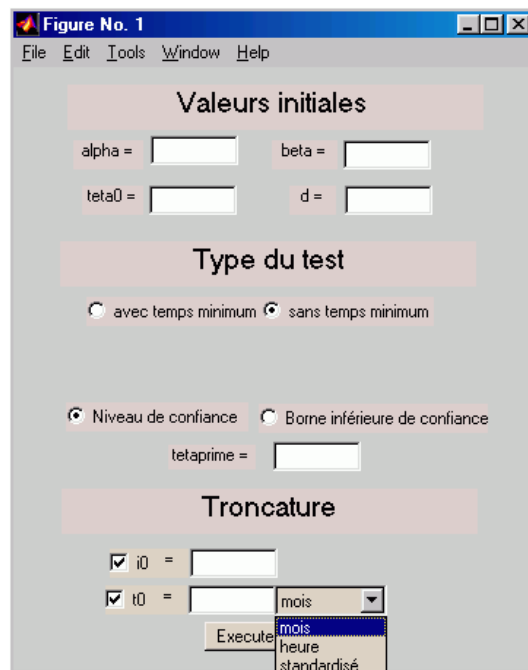 Figure No. 1
File Edit Tools Window Help
Valeurs initiales
alpha = beta =
teta0 = d =
Type du test
avec temps minimum sans temps minimum
Niveau de confiance Borne inférieure de confiance
tetaprime =
Troncature
i0 =
t0 = mois
Execute mois
heure
standardisé